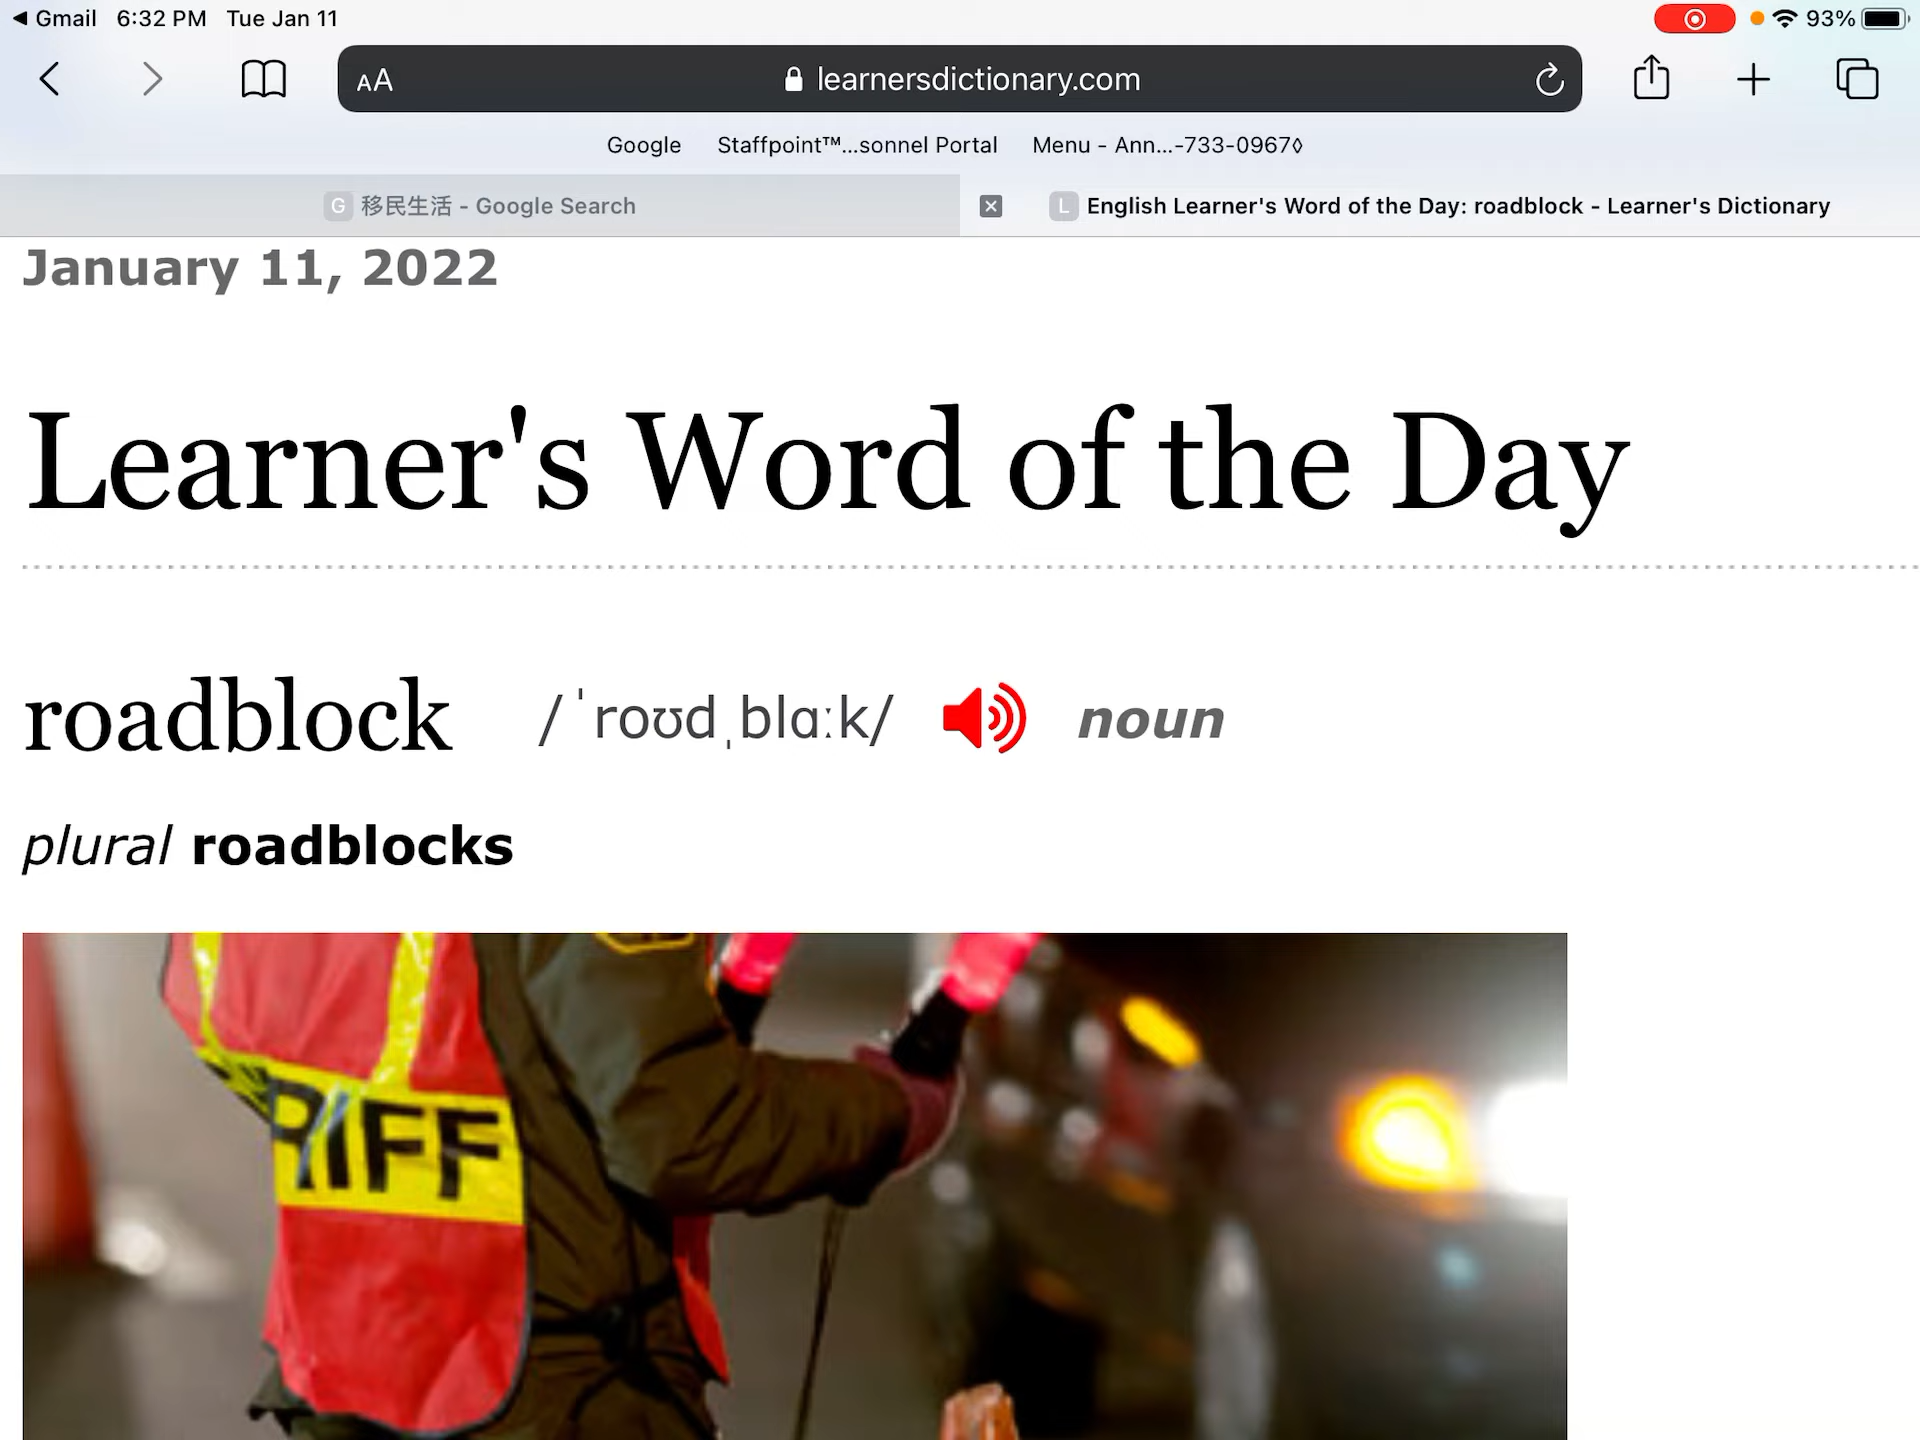 Gmail 6:32 PM Tue Jan 11 93%
AA learnersdictionary.com
Google Staffpoint™...sonnel Portal Menu - Ann...-733-0967◊
G 移民生活 - Google Search L English Learner's Word of the Day: roadblock - Learner's Dictionary
January 11, 2022
Learner's Word of the Day
roadblock /ˈroʊdˌblɑːk/ noun
plural roadblocks
RIFF